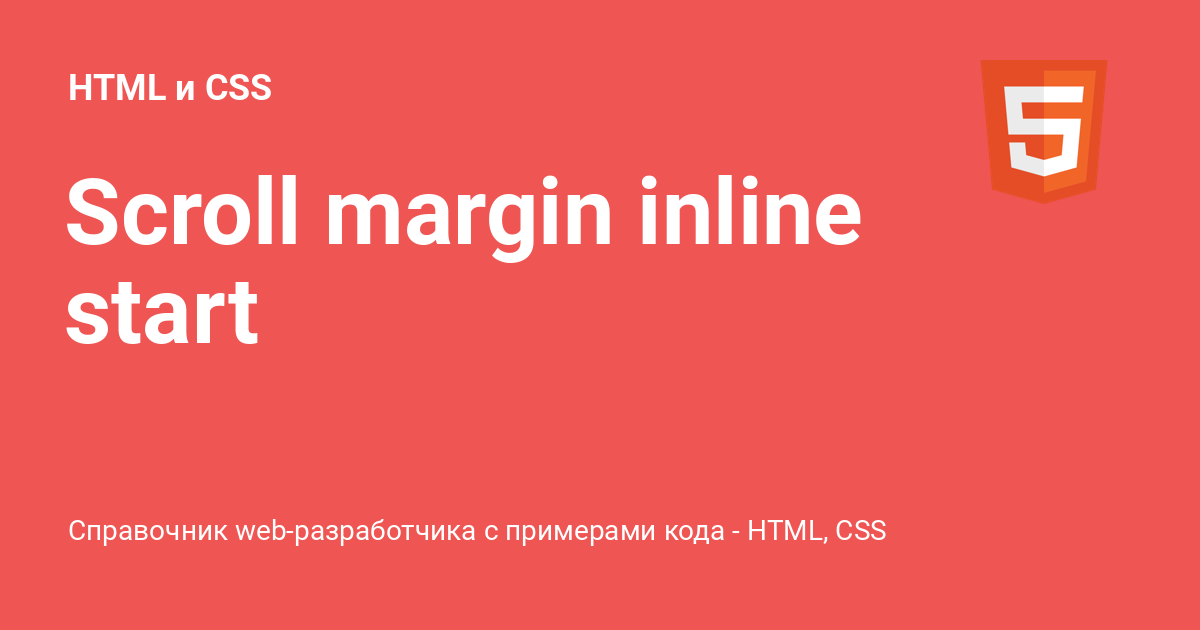 HTML и CSS
Scroll margin inline
start
Справочник web-разработчика с примерами кода - HTML, CSS